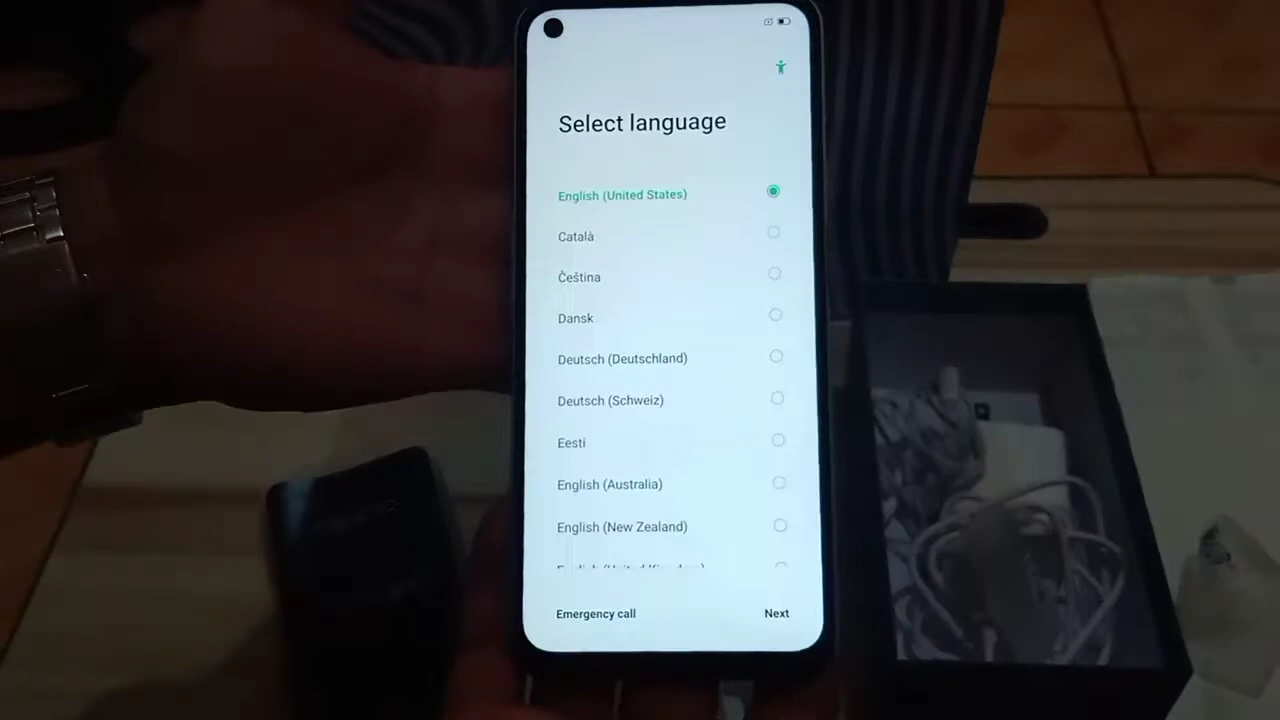 Select language
English (United States)
Català
Čeština
Dansk
Deutsch (Deutschland)
Deutsch (Schweiz)
Eesti
English (Australia)
English (New Zealand)
Emergency call
Next